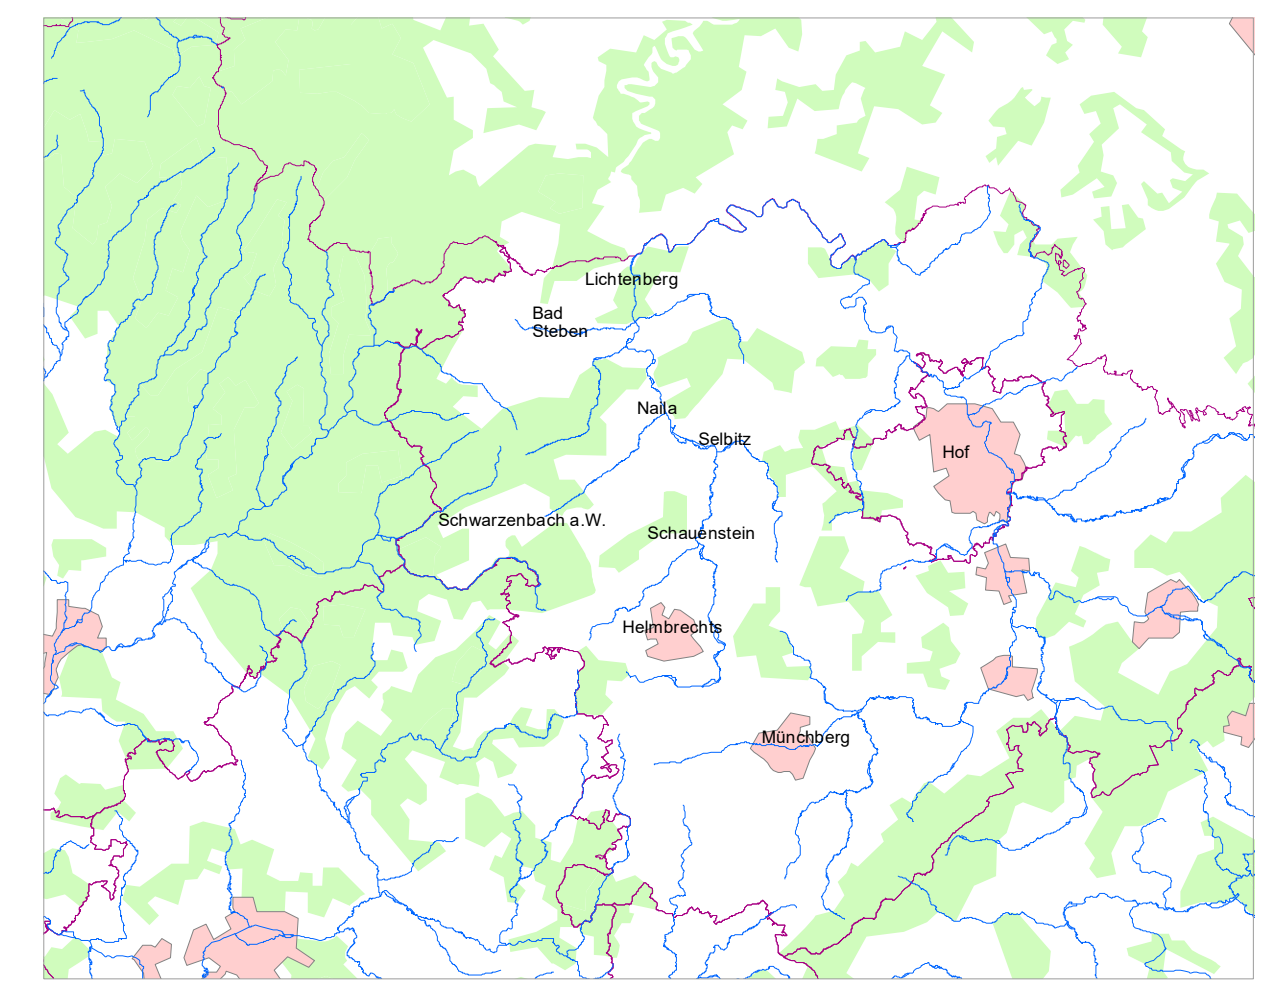 Lichtenberg
Bad
Steben
Naila
Selbitz
Hof
Schwarzenbach a.W.
Schauenstein
Helmbrechts
Münchberg